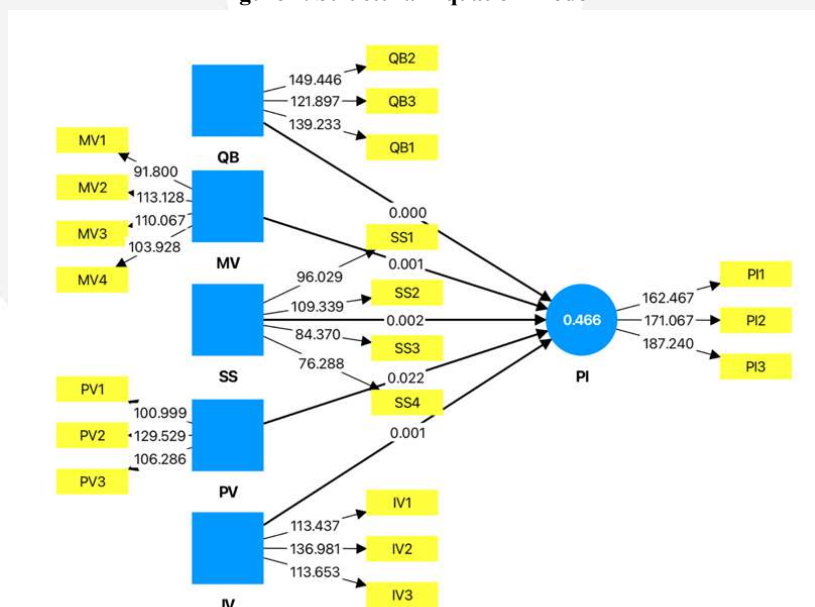 QB2
149.446
121.897
QB3
139.233
QB1
QB
MV1
91.800
MV2
113.128
110.067
MV3
103.928
MV4
MV
0.000
SS1
0.001
96.029
SS2
109.339
0.002
84.370
SS3
76.288
0.022
SS4
SS
0.466
PI
162.467
PI1
171.067
PI2
187.240
PI3
PV1
100.999
PV2
129.529
106.286
PV3
PV
0.001
IV1
113.437
136.981
IV2
113.653
IV3
IV